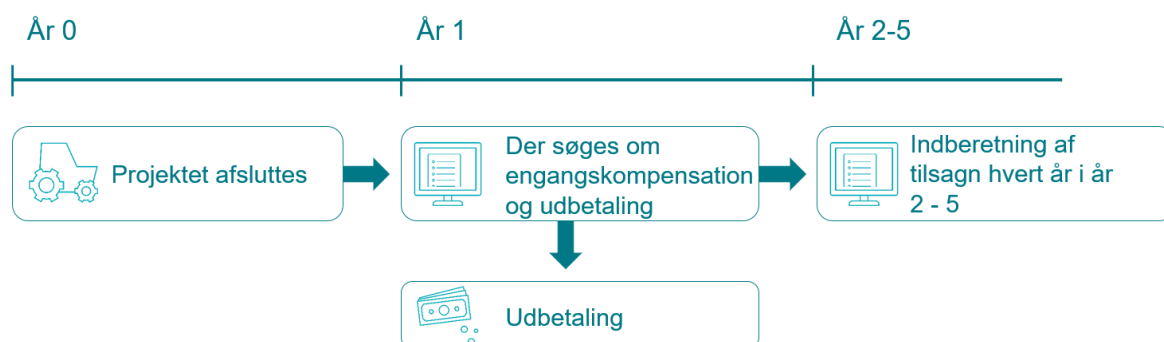 År 0
År 1
År 2-5
Projektet afsluttes
Der søges om
engangskompensation
og udbetaling
Indberetning af
tilsagn hvert år i år
2 - 5
Udbetaling